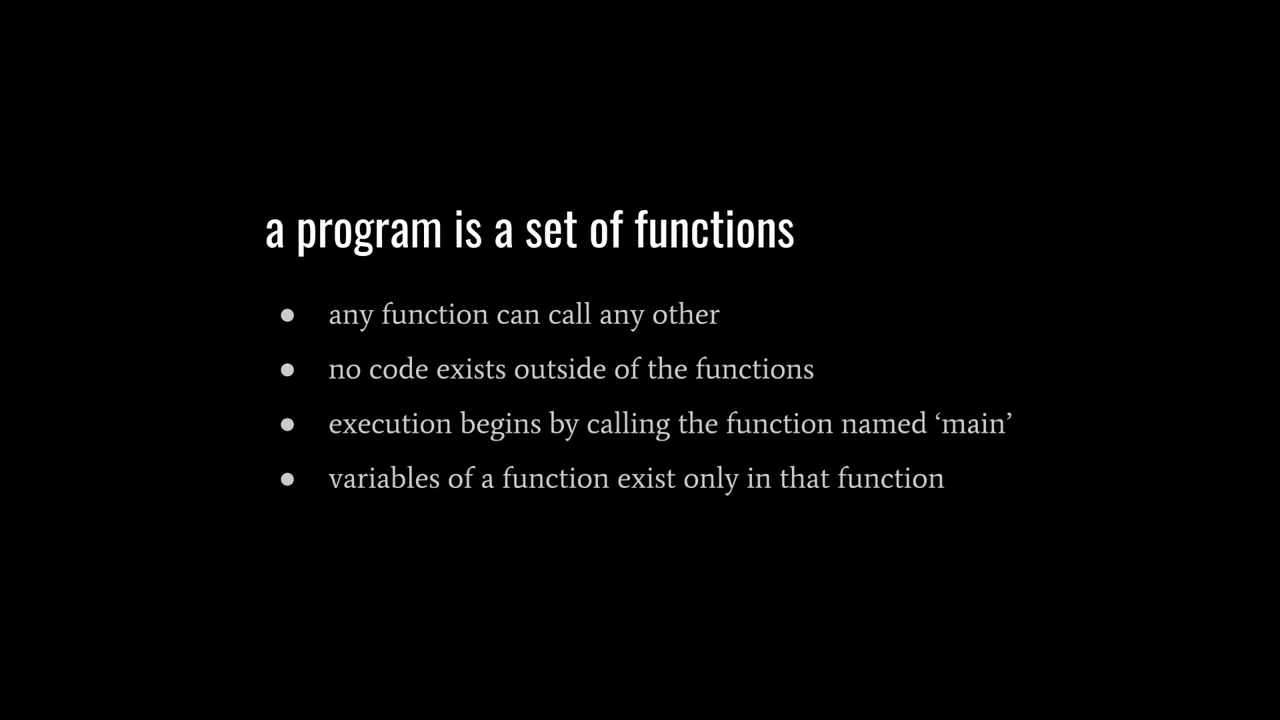 a program is a set of functions
● any function can call any other
● no code exists outside of the functions
● execution begins by calling the function named ‘main’
● variables of a function exist only in that function